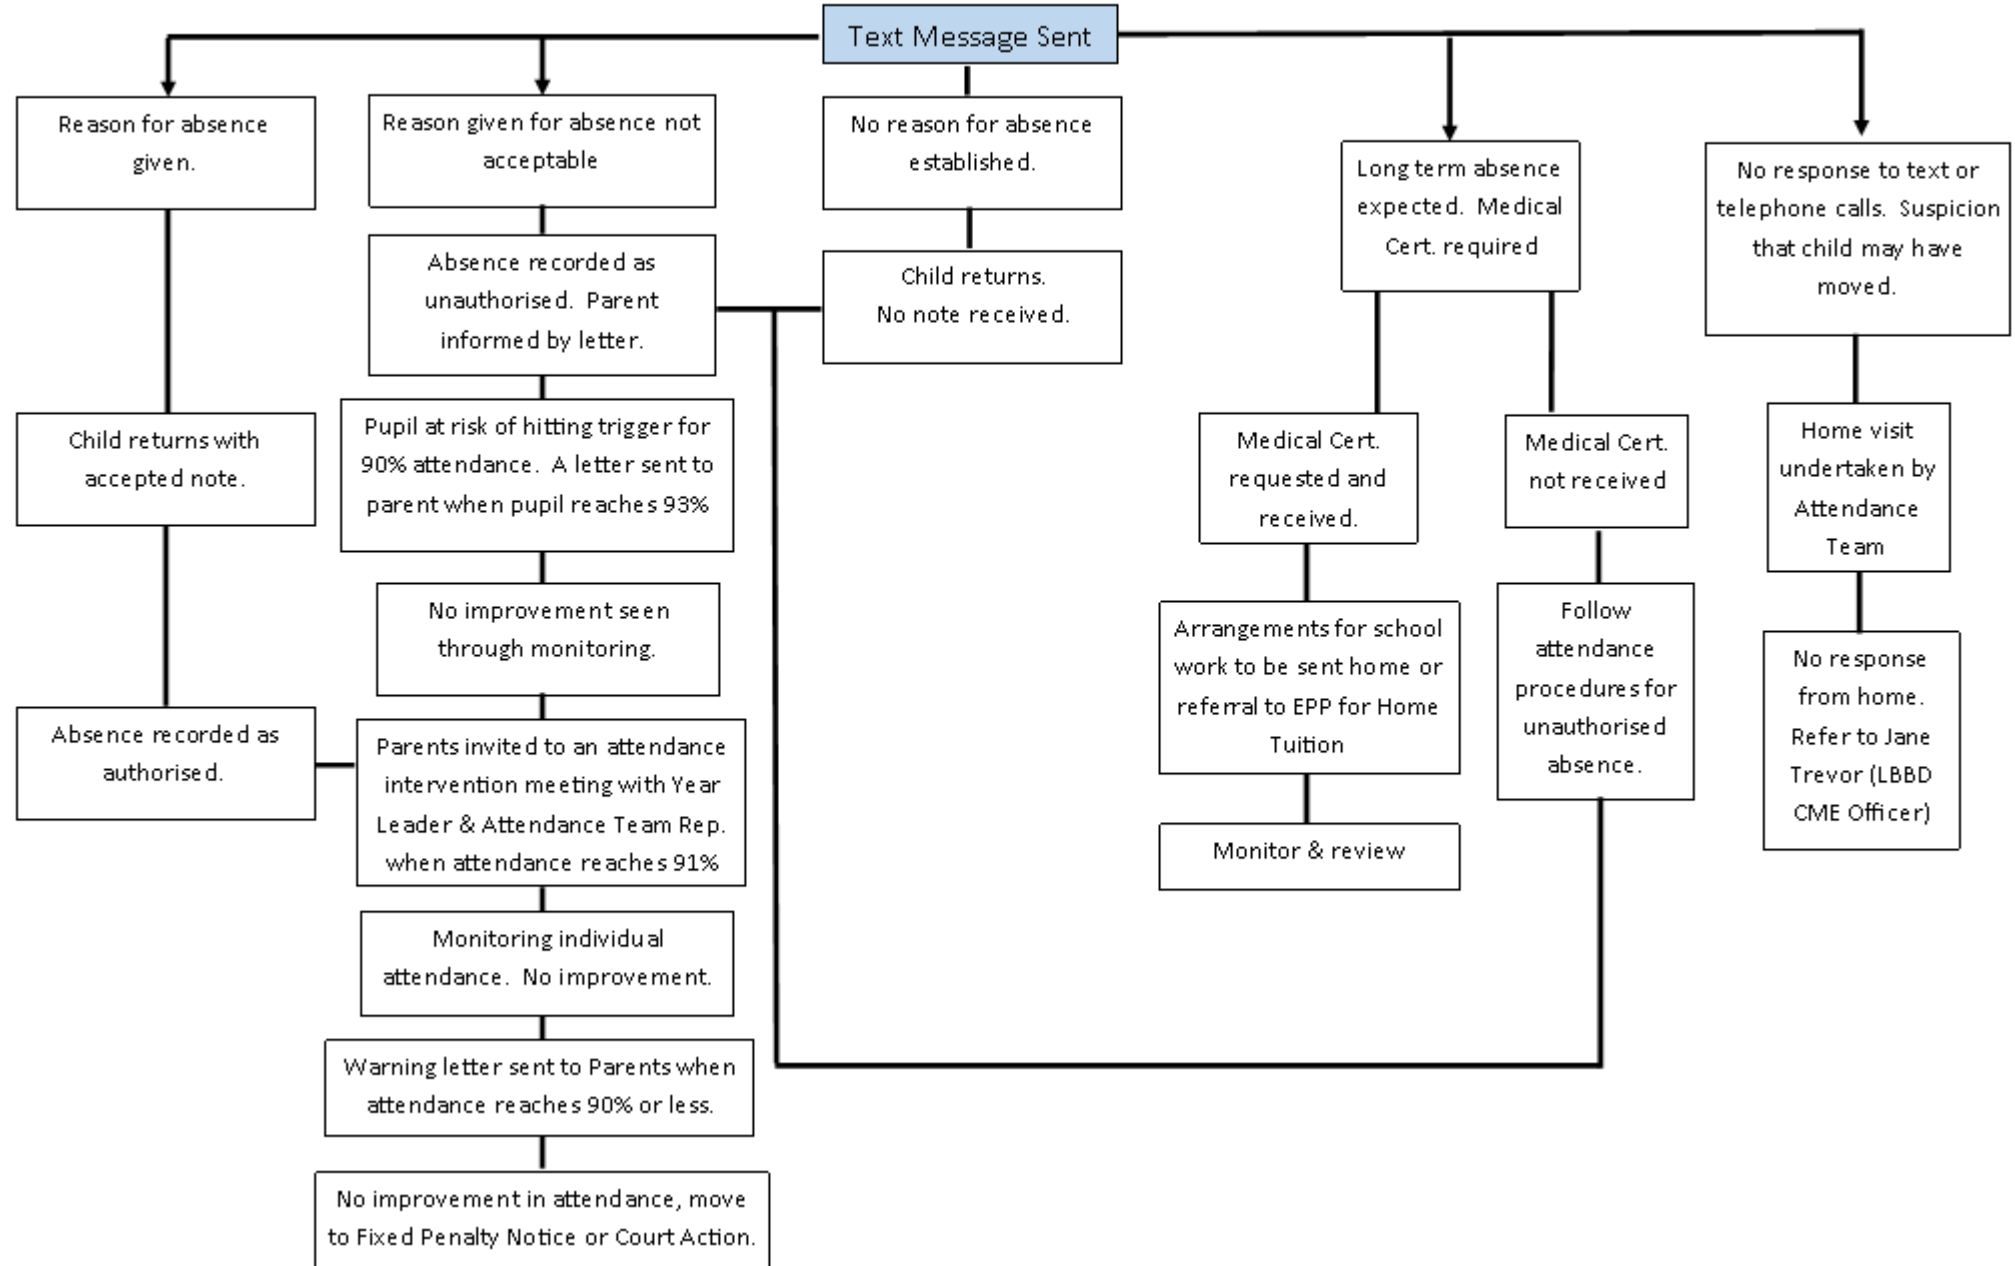 Text Message Sent
Reason for absence
given.
Child returns with
accepted note.
Absence recorded as
authorised.
Reason given for absence not
acceptable
Absence recorded as
unauthorised.  Parent
informed by letter.
Pupil at risk of hitting trigger for
90% attendance.  A letter sent to
parent when pupil reaches 93%
No improvement seen
through monitoring.
Parents invited to an attendance
intervention meeting with Year
Leader & Attendance Team Rep.
when attendance reaches 91%
Monitoring individual
attendance.  No improvement.
Warning letter sent to Parents when
attendance reaches 90% or less.
No improvement in attendance, move
to Fixed Penalty Notice or Court Action.
No reason for absence
established.
Child returns.
No note received.
Long term absence
expected.  Medical
Cert. required
Medical Cert.
requested and
received.
Arrangements for school
work to be sent home or
referral to EPP for Home
Tuition
Monitor & review
Medical Cert.
not received
Follow
attendance
procedures for
unauthorised
absence.
No response to text or
telephone calls.  Suspicion
that child may have
moved.
Home visit
undertaken by
Attendance
Team
No response
from home.
Refer to Jane
Trevor (LBBD
CME Officer)